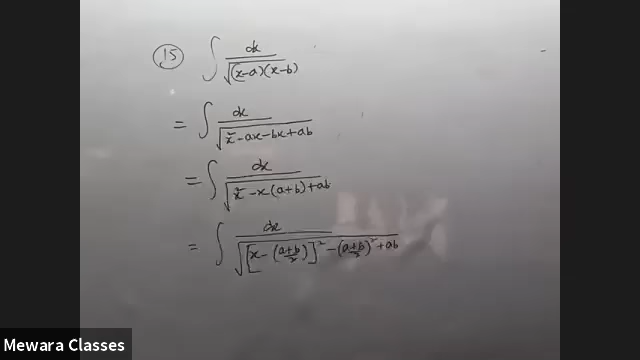 15 ∫ dx / √(x-a)(x-b)
= ∫ dx / √x² - ax - bx + ab
= ∫ dx / √x² - x(a+b) + ab
= ∫ dx / √[x - (a+b/2)]² - (a+b/2)² + ab
Mewara Classes